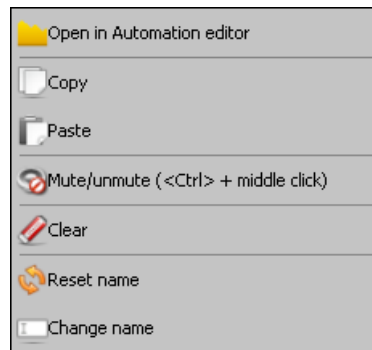 Open in Automation editor
Copy
Paste
Mute/unmute (<Ctrl> + middle click)
Clear
Reset name
Change name